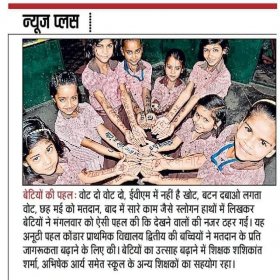 न्यूज प्लस
बेटियों की पहल: वोट दो वोट दो, ईवीएम में नहीं है खोट, बटन दबाओ लगता
वोट, छह मई को मतदान, बाद में सारे काम जैसे स्लोगन हाथों में लिखकर
बेटियों ने मंगलवार को ऐसी पहल की कि देखने वालों की नजर ठहर गई। यह
अनूठी पहल कोडार प्राथमिक विद्यालय द्वितीय की बच्चियों ने मतदान के प्रति
जागरूकता बढ़ाने के लिए की। बेटियों का उत्साह बढ़ाने में शिक्षक शशिकांत
शर्मा, अभिषेक आर्य समेत स्कूल के अन्य शिक्षकों का सहयोग रहा।